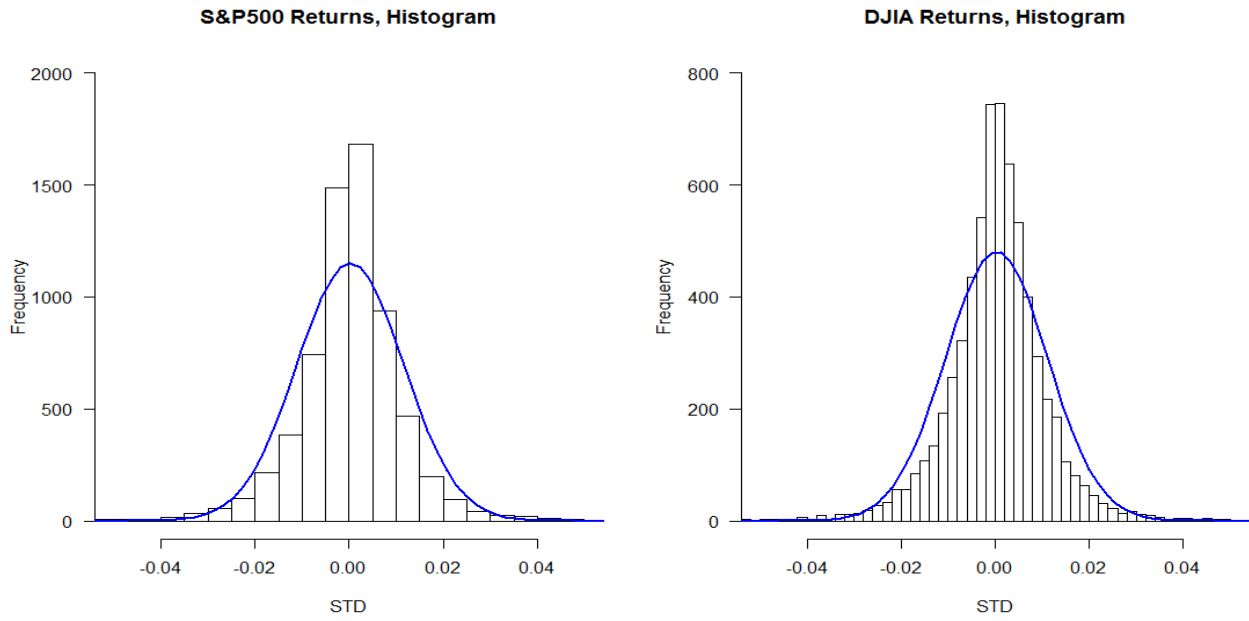 S&P500 Returns, Histogram
2000
1500
1000
500
0
Frequency
-0.04 -0.02 0.00 0.02 0.04
STD
DJIA Returns, Histogram
800
600
400
200
0
Frequency
-0.04 -0.02 0.00 0.02 0.04
STD